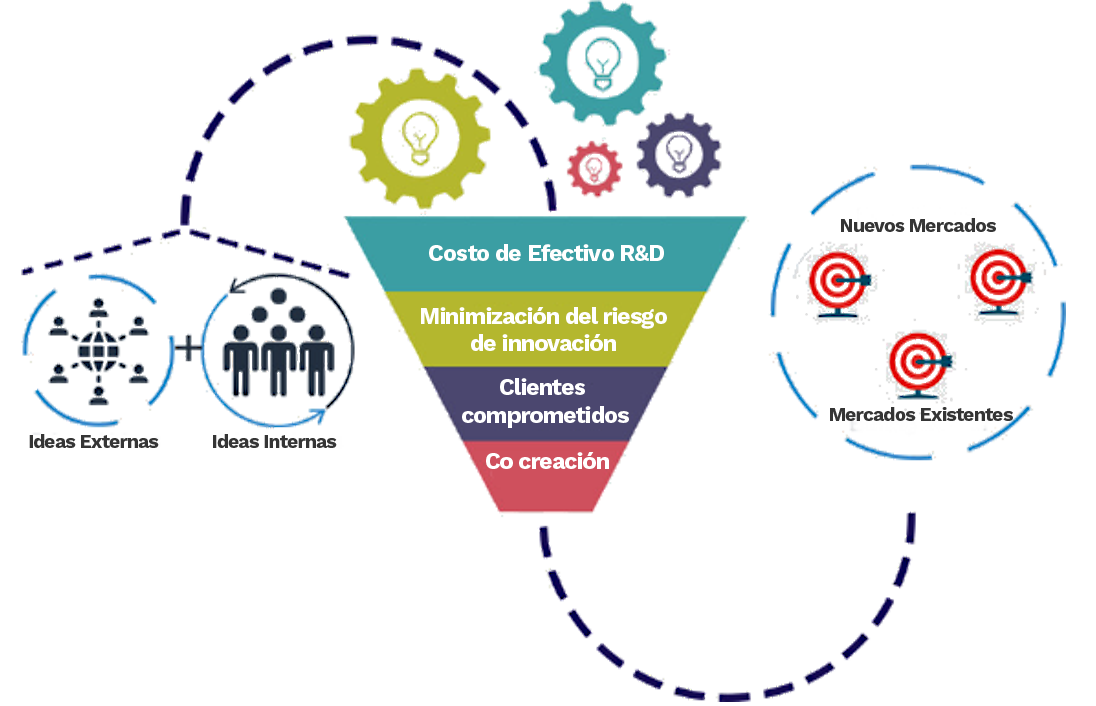 Ideas Externas
Ideas Internas
Costo de Efectivo R&D
Minimización del riesgo
de innovación
Clientes
comprometidos
Co creación
Nuevos Mercados
Mercados Existentes